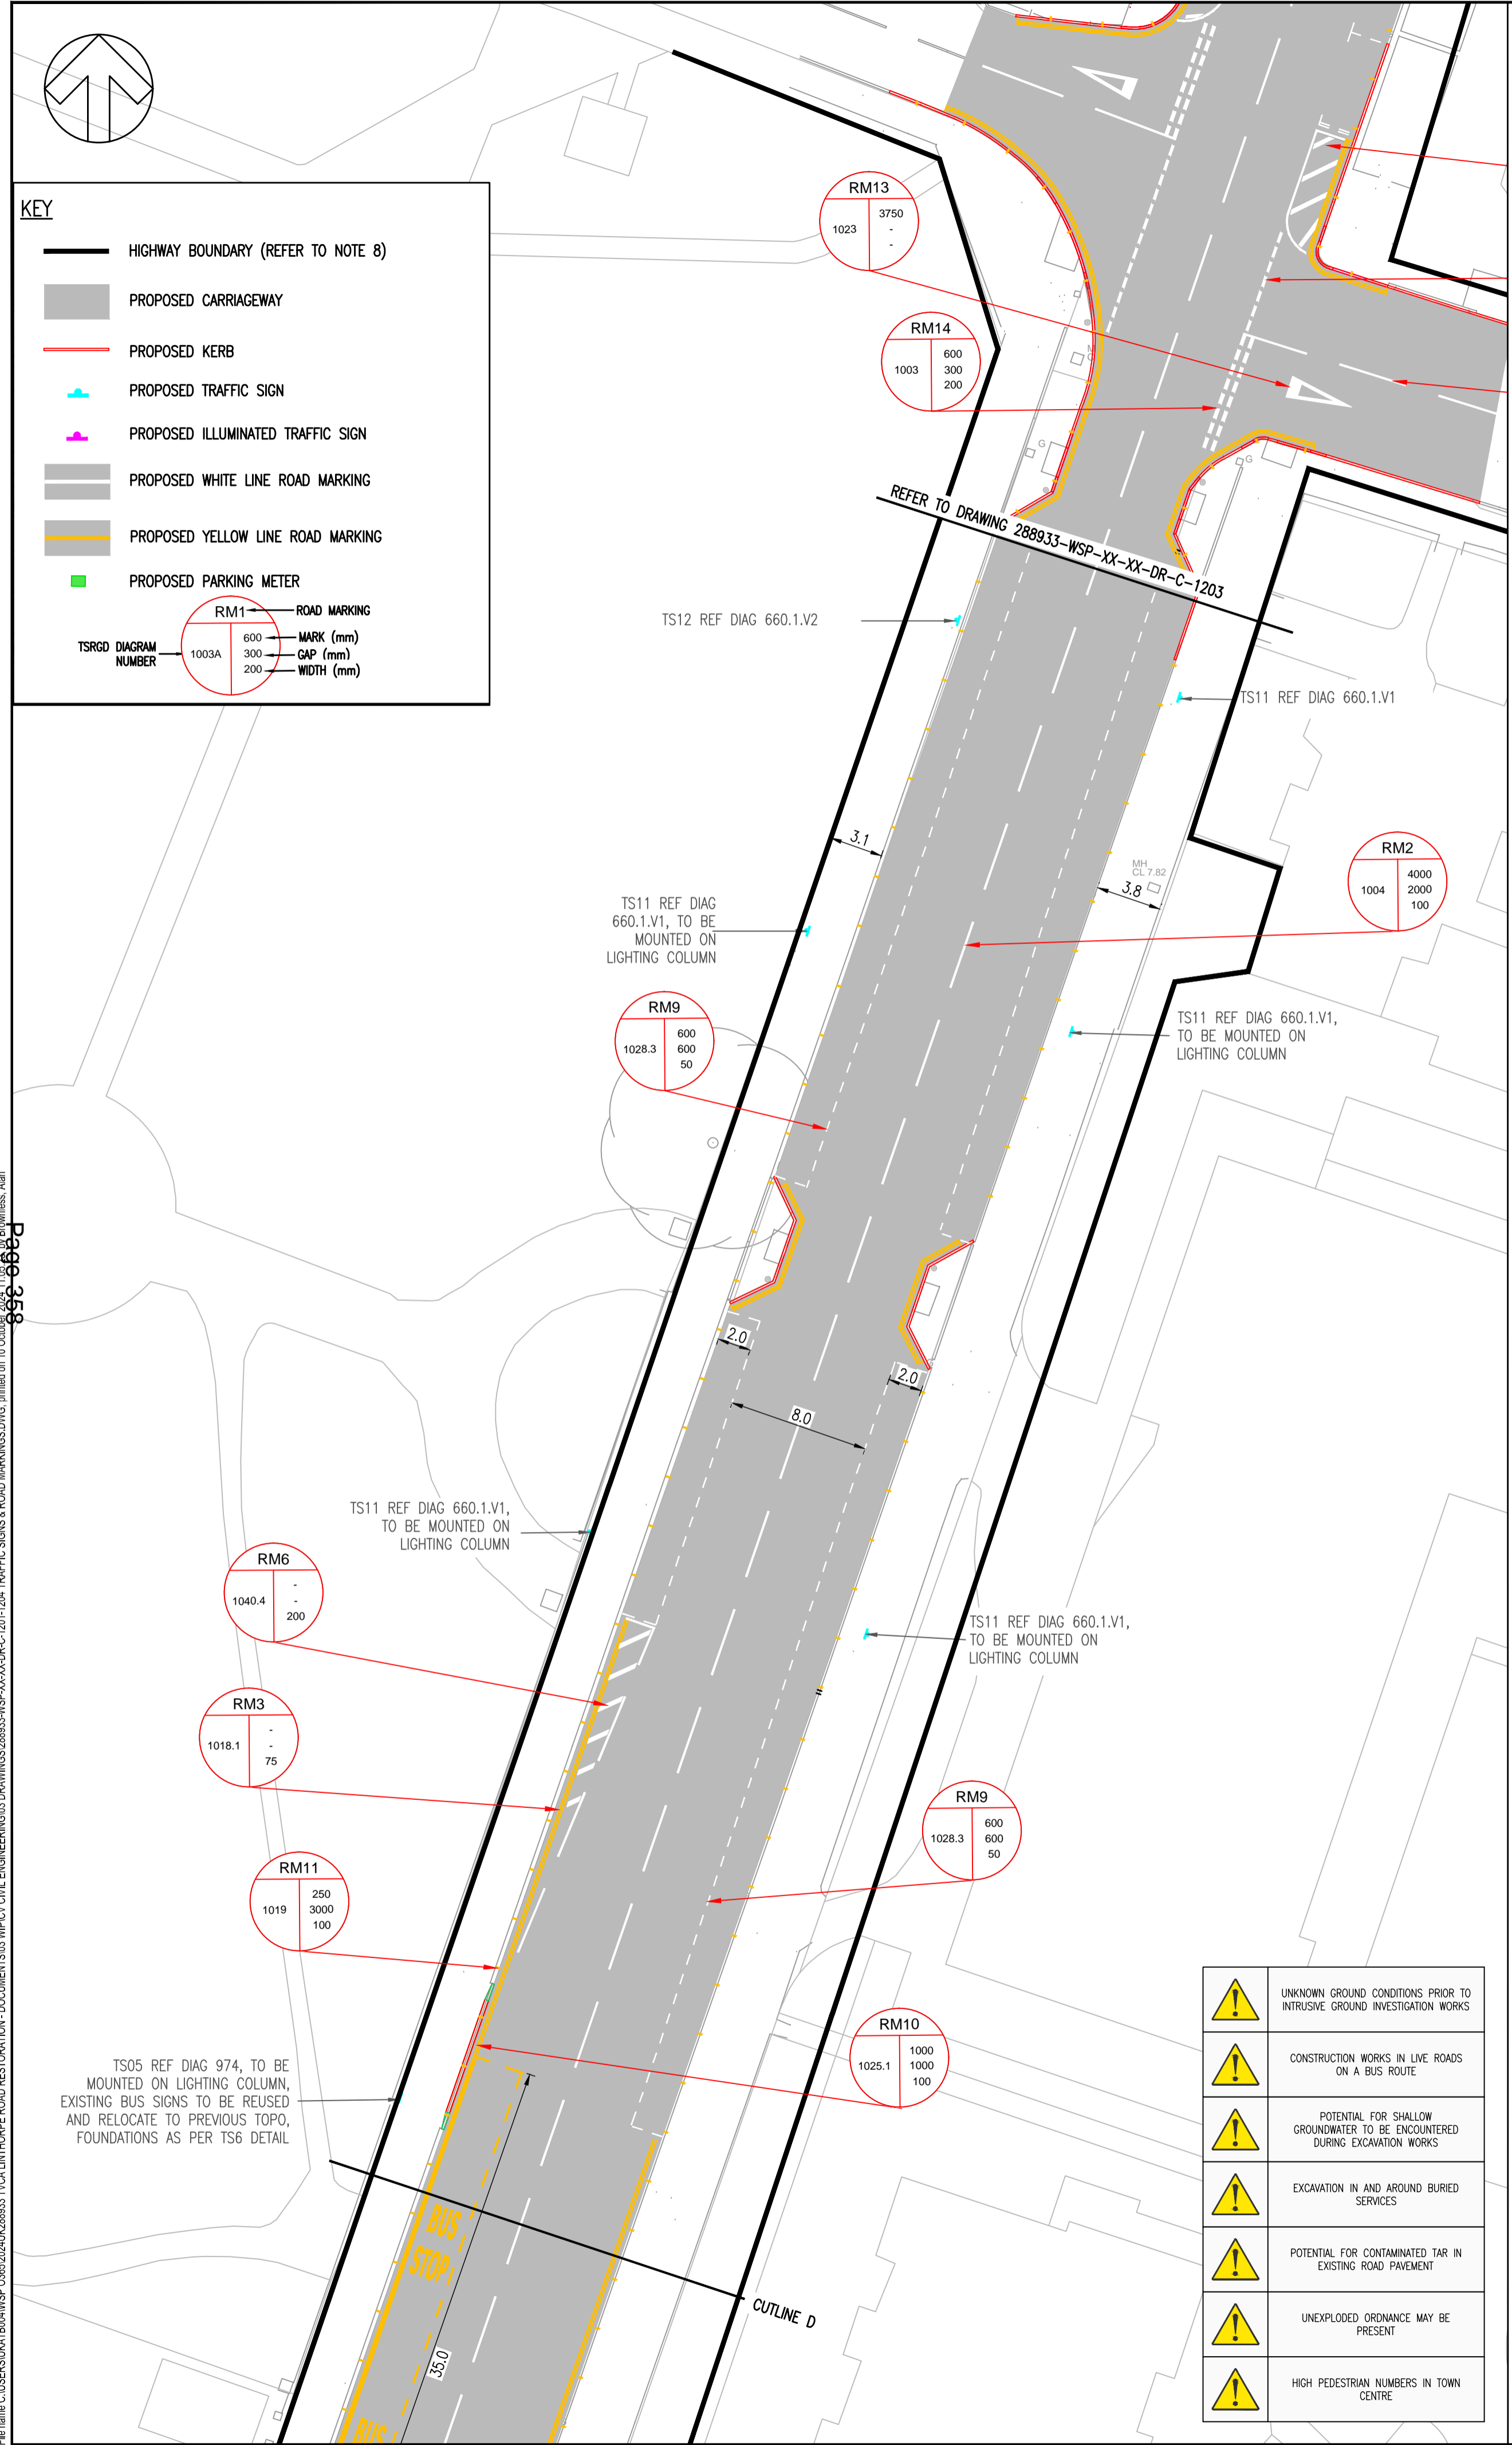 KEY
HIGHWAY BOUNDARY (REFER TO NOTE 8)
PROPOSED CARRIAGEWAY
PROPOSED KERB
PROPOSED TRAFFIC SIGN
PROPOSED ILLUMINATED TRAFFIC SIGN
PROPOSED WHITE LINE ROAD MARKING
PROPOSED YELLOW LINE ROAD MARKING
PROPOSED PARKING METER
RM1
ROAD MARKING
TSRGD DIAGRAM
NUMBER
1003A
600
MARK (mm)
300
GAP (mm)
200
WIDTH (mm)
RM13
1023
3750
-
-
RM14
1003
600
300
200
M
G
G
G
REFER TO DRAWING 288933-WSP-XX-XX-DR-C-1203
TS12 REF DIAG 660.1.V2
TS11 REF DIAG 660.1.V1
3.1
MH
CL 7.82
3.8
RM2
1004
4000
2000
100
TS11 REF DIAG
660.1.V1, TO BE
MOUNTED ON
LIGHTING COLUMN
RM9
1028.3
600
600
50
TS11 REF DIAG 660.1.V1,
TO BE MOUNTED ON
LIGHTING COLUMN
2.0
2.0
8.0
TS11 REF DIAG 660.1.V1,
TO BE MOUNTED ON
LIGHTING COLUMN
RM6
1040.4
-
-
200
TS11 REF DIAG 660.1.V1,
TO BE MOUNTED ON
LIGHTING COLUMN
RM3
1018.1
-
-
75
RM9
1028.3
600
600
50
RM11
1019
250
3000
100
RM10
1025.1
1000
1000
100
TS05 REF DIAG 974, TO BE
MOUNTED ON LIGHTING COLUMN,
EXISTING BUS SIGNS TO BE REUSED
AND RELOCATE TO PREVIOUS TOPO,
FOUNDATIONS AS PER TS6 DETAIL
BUS
STOP
CUTLINE D
35.0
BUS
UNKNOWN GROUND CONDITIONS PRIOR TO
INTRUSIVE GROUND INVESTIGATION WORKS
CONSTRUCTION WORKS IN LIVE ROADS
ON A BUS ROUTE
POTENTIAL FOR SHALLOW
GROUNDWATER TO BE ENCOUNTERED
DURING EXCAVATION WORKS
EXCAVATION IN AND AROUND BURIED
SERVICES
POTENTIAL FOR CONTAMINATED TAR IN
EXISTING ROAD PAVEMENT
UNEXPLODED ORDNANCE MAY BE
PRESENT
HIGH PEDESTRIAN NUMBERS IN TOWN
CENTRE
Page 358